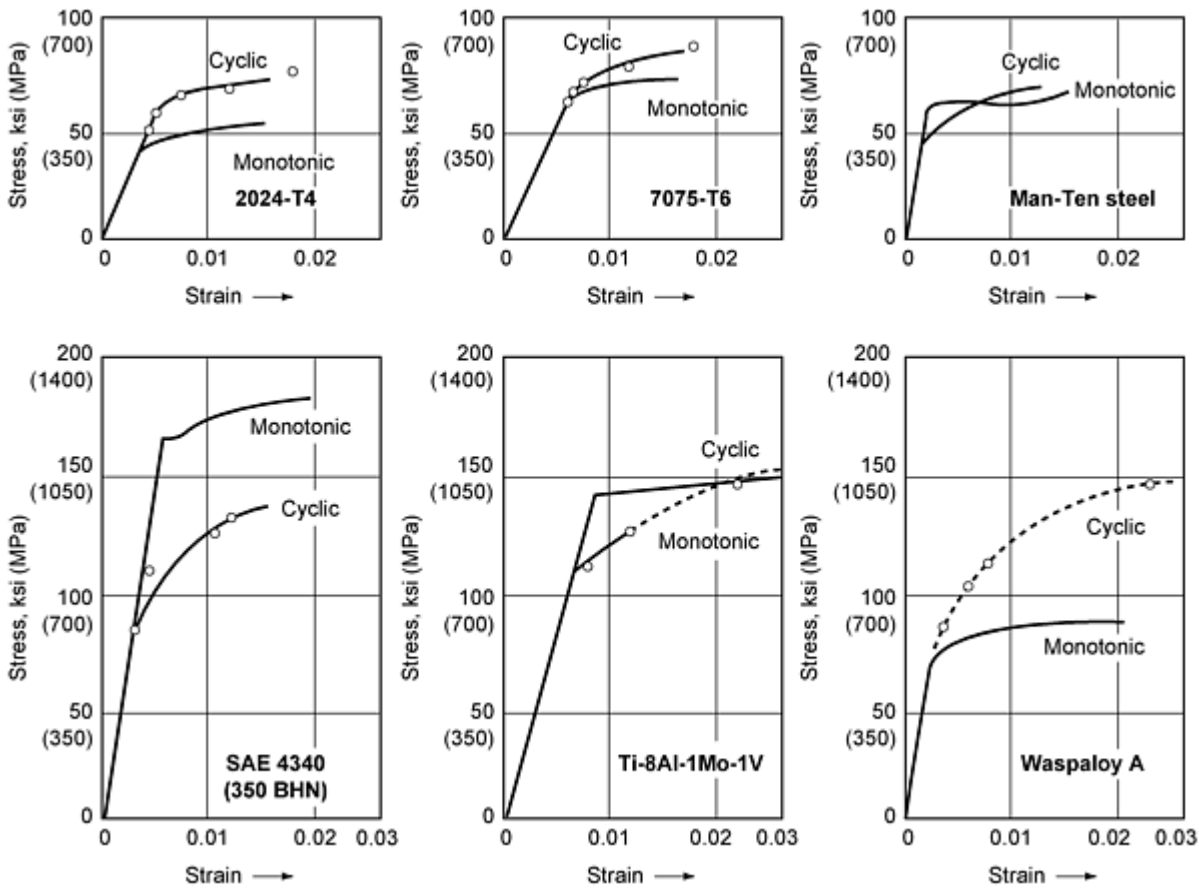 Stress, ksi (MPa)
100
(700)
50
(350)
0
Cyclic
Monotonic
2024-T4
0
0.01
0.02
Strain
Stress, ksi (MPa)
100
(700)
50
(350)
0
Cyclic
Monotonic
7075-T6
0
0.01
0.02
Strain
Stress, ksi (MPa)
100
(700)
50
(350)
0
Cyclic
Monotonic
Man-Ten steel
0
0.01
0.02
Strain
Stress, ksi (MPa)
200
(1400)
150
(1050)
100
(700)
50
(350)
0
Monotonic
Cyclic
SAE 4340
(350 BHN)
0
0.01
0.02
0.03
Strain
Stress, ksi (MPa)
200
(1400)
150
(1050)
100
(700)
50
(350)
0
Cyclic
Monotonic
Ti-8Al-1Mo-1V
0
0.01
0.02
0.03
Strain
Stress, ksi (MPa)
200
(1400)
150
(1050)
100
(700)
50
(350)
0
Cyclic
Monotonic
Waspaloy A
0
0.01
0.02
0.03
Strain